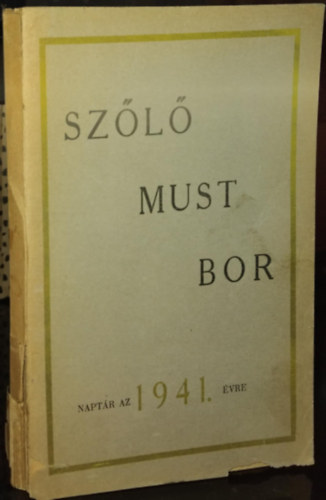 SZŐLŐ
MUST
BOR
NAPTÁR AZ 1941. ÉVRE